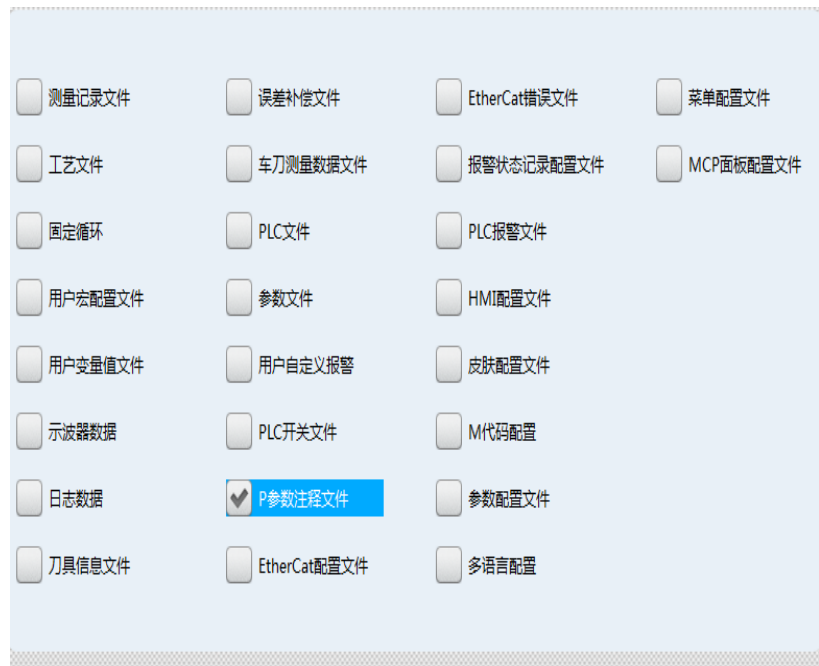 测量记录文件 误差补偿文件 EtherCat错误文件 菜单配置文件
工艺文件 车刀测量数据文件 报警状态记录配置文件 MCP面板配置文件
固定循环 PLC文件 PLC报警文件
用户宏配置文件 参数文件 HMI配置文件
用户变量值文件 用户自定义报警 皮肤配置文件
示波器数据 PLC开关文件 M代码配置
日志数据 P参数注释文件 参数配置文件
刀具信息文件 EtherCat配置文件 多语言配置